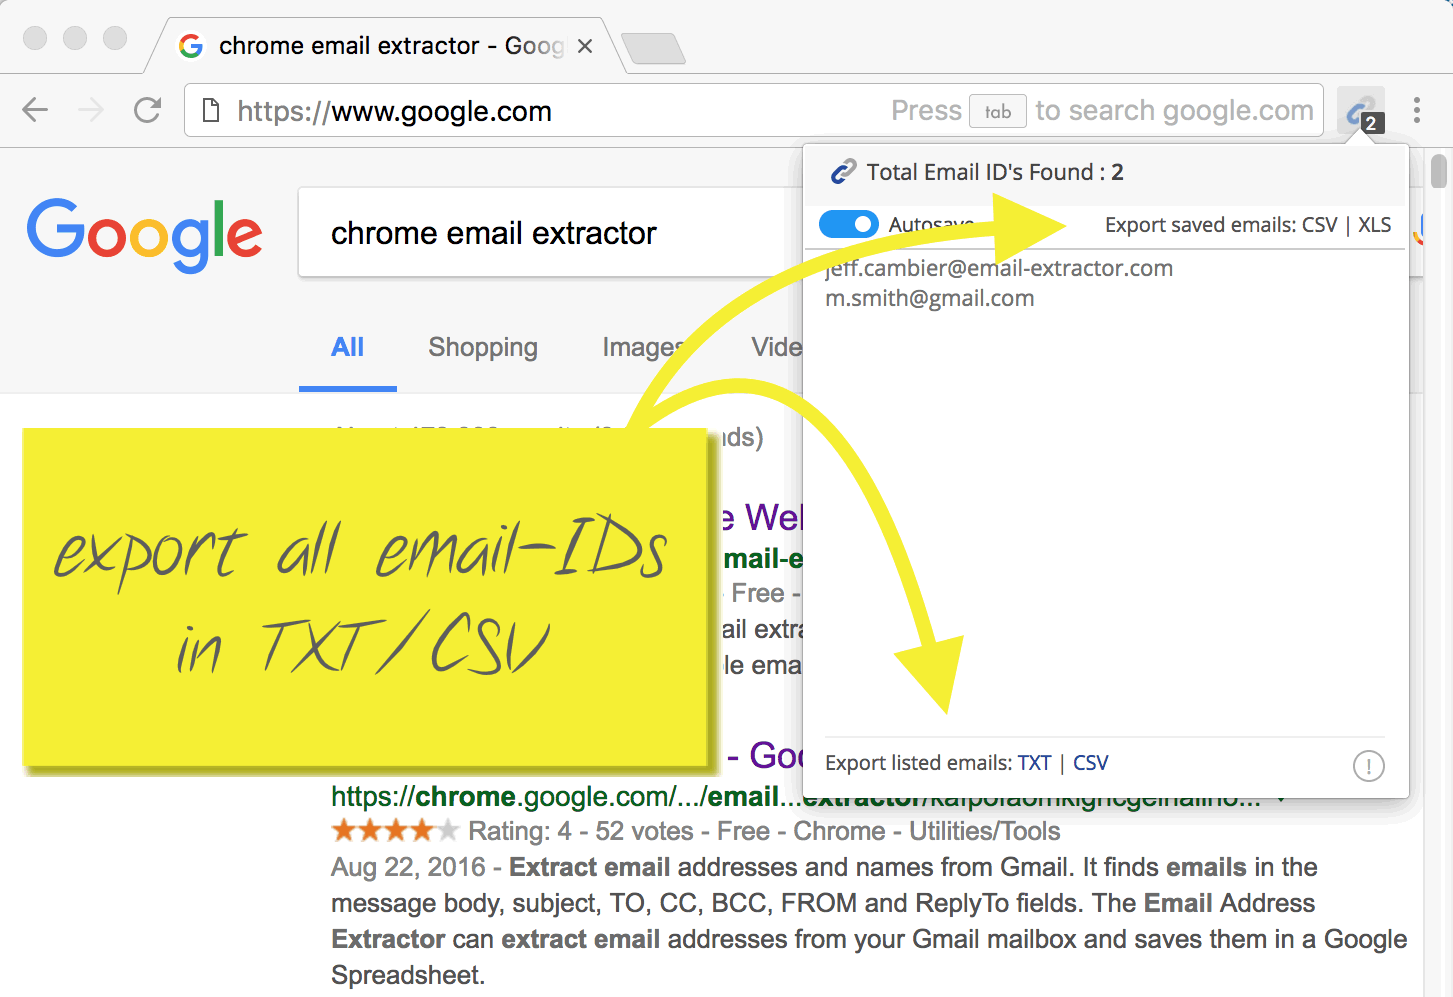 chrome email extractor - Goog
https://www.google.com
Press tab to search google.com
2
Google
chrome email extractor
Total Email ID's Found : 2
Autosave
Export saved emails: CSV | XLS
jeff.cambier@email-extractor.com
m.smith@gmail.com
All Shopping Images Vide
nds)
e Wel
mail-e
- Free -
ail extra
le ema
export all email-IDs
in TXT/CSV
- Goo
Export listed emails: TXT | CSV
https://chrome.google.com/.../email...extractor/
Rating: 4 - 52 votes - Free - Chrome - Utilities/Tools
Aug 22, 2016 - Extract email addresses and names from Gmail. It finds emails in the
message body, subject, TO, CC, BCC, FROM and ReplyTo fields. The Email Address
Extractor can extract email addresses from your Gmail mailbox and saves them in a Google
Spreadsheet.